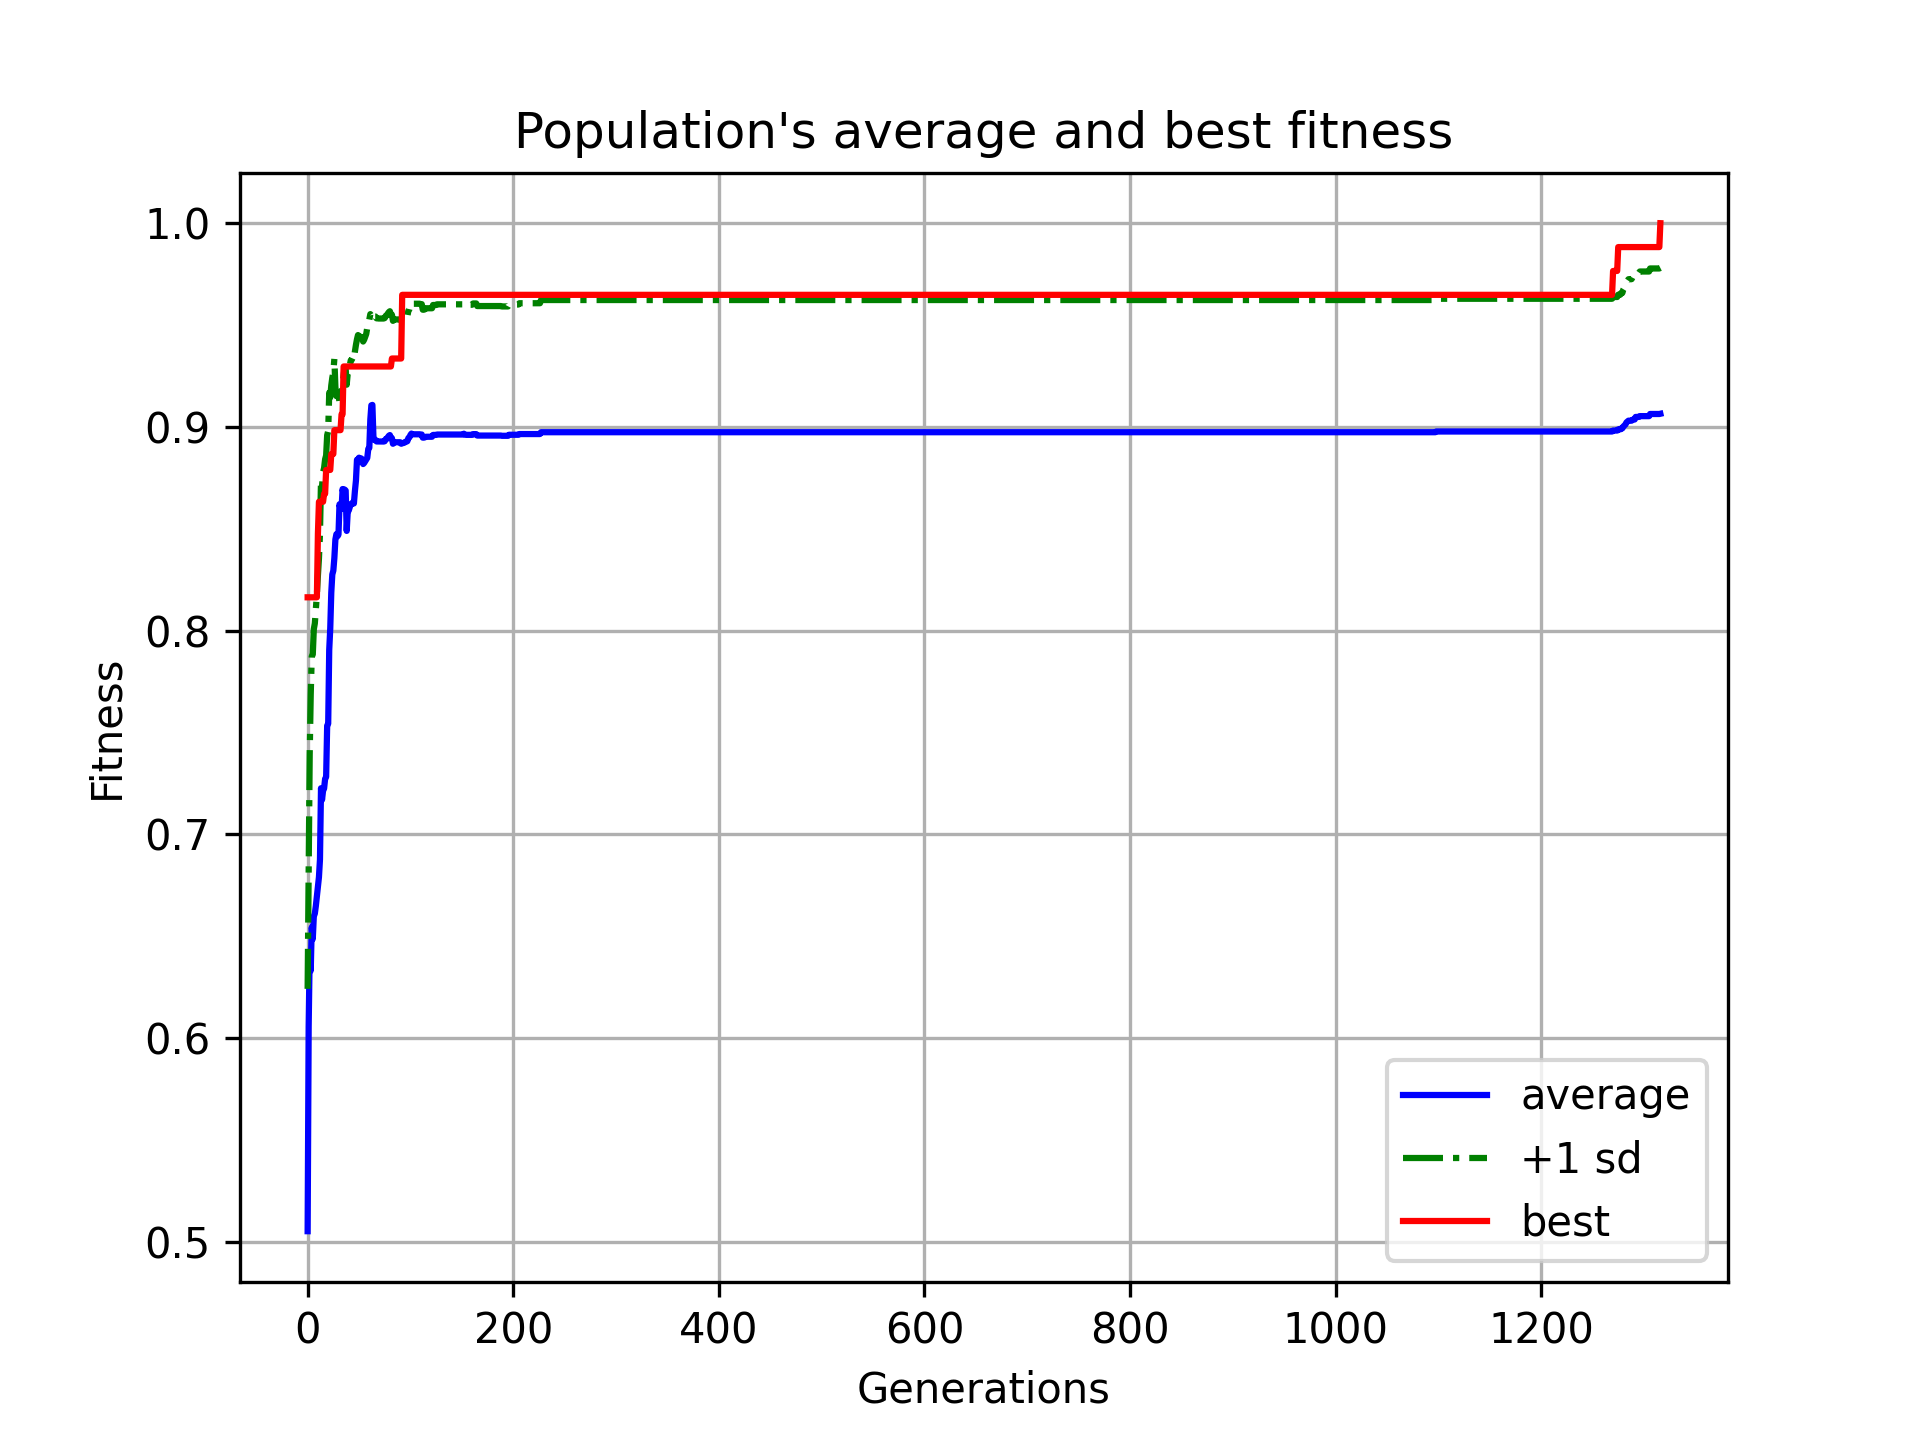 Population's average and best fitness
1.0
0.9
0.8
0.7
0.6
0.5
Fitness
0 200 400 600 800 1000 1200
Generations
average
+1 sd
best